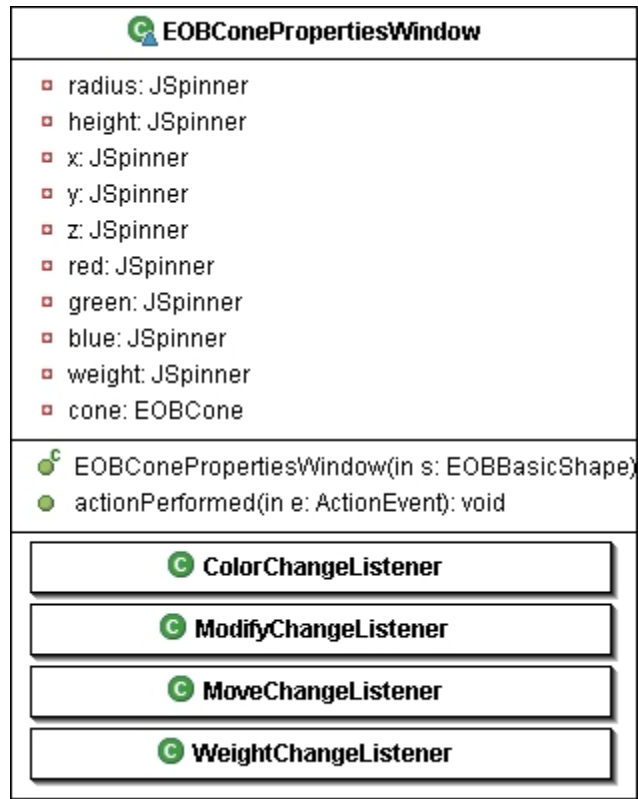 EOBConePropertiesWindow
radius: JSpinner
height: JSpinner
x: JSpinner
y: JSpinner
z: JSpinner
red: JSpinner
green: JSpinner
blue: JSpinner
weight: JSpinner
cone: EOBCone
EOBConePropertiesWindow(in s: EOBBasicShape)
actionPerformed(in e: ActionEvent): void
ColorChangeListener
ModifyChangeListener
MoveChangeListener
WeightChangeListener